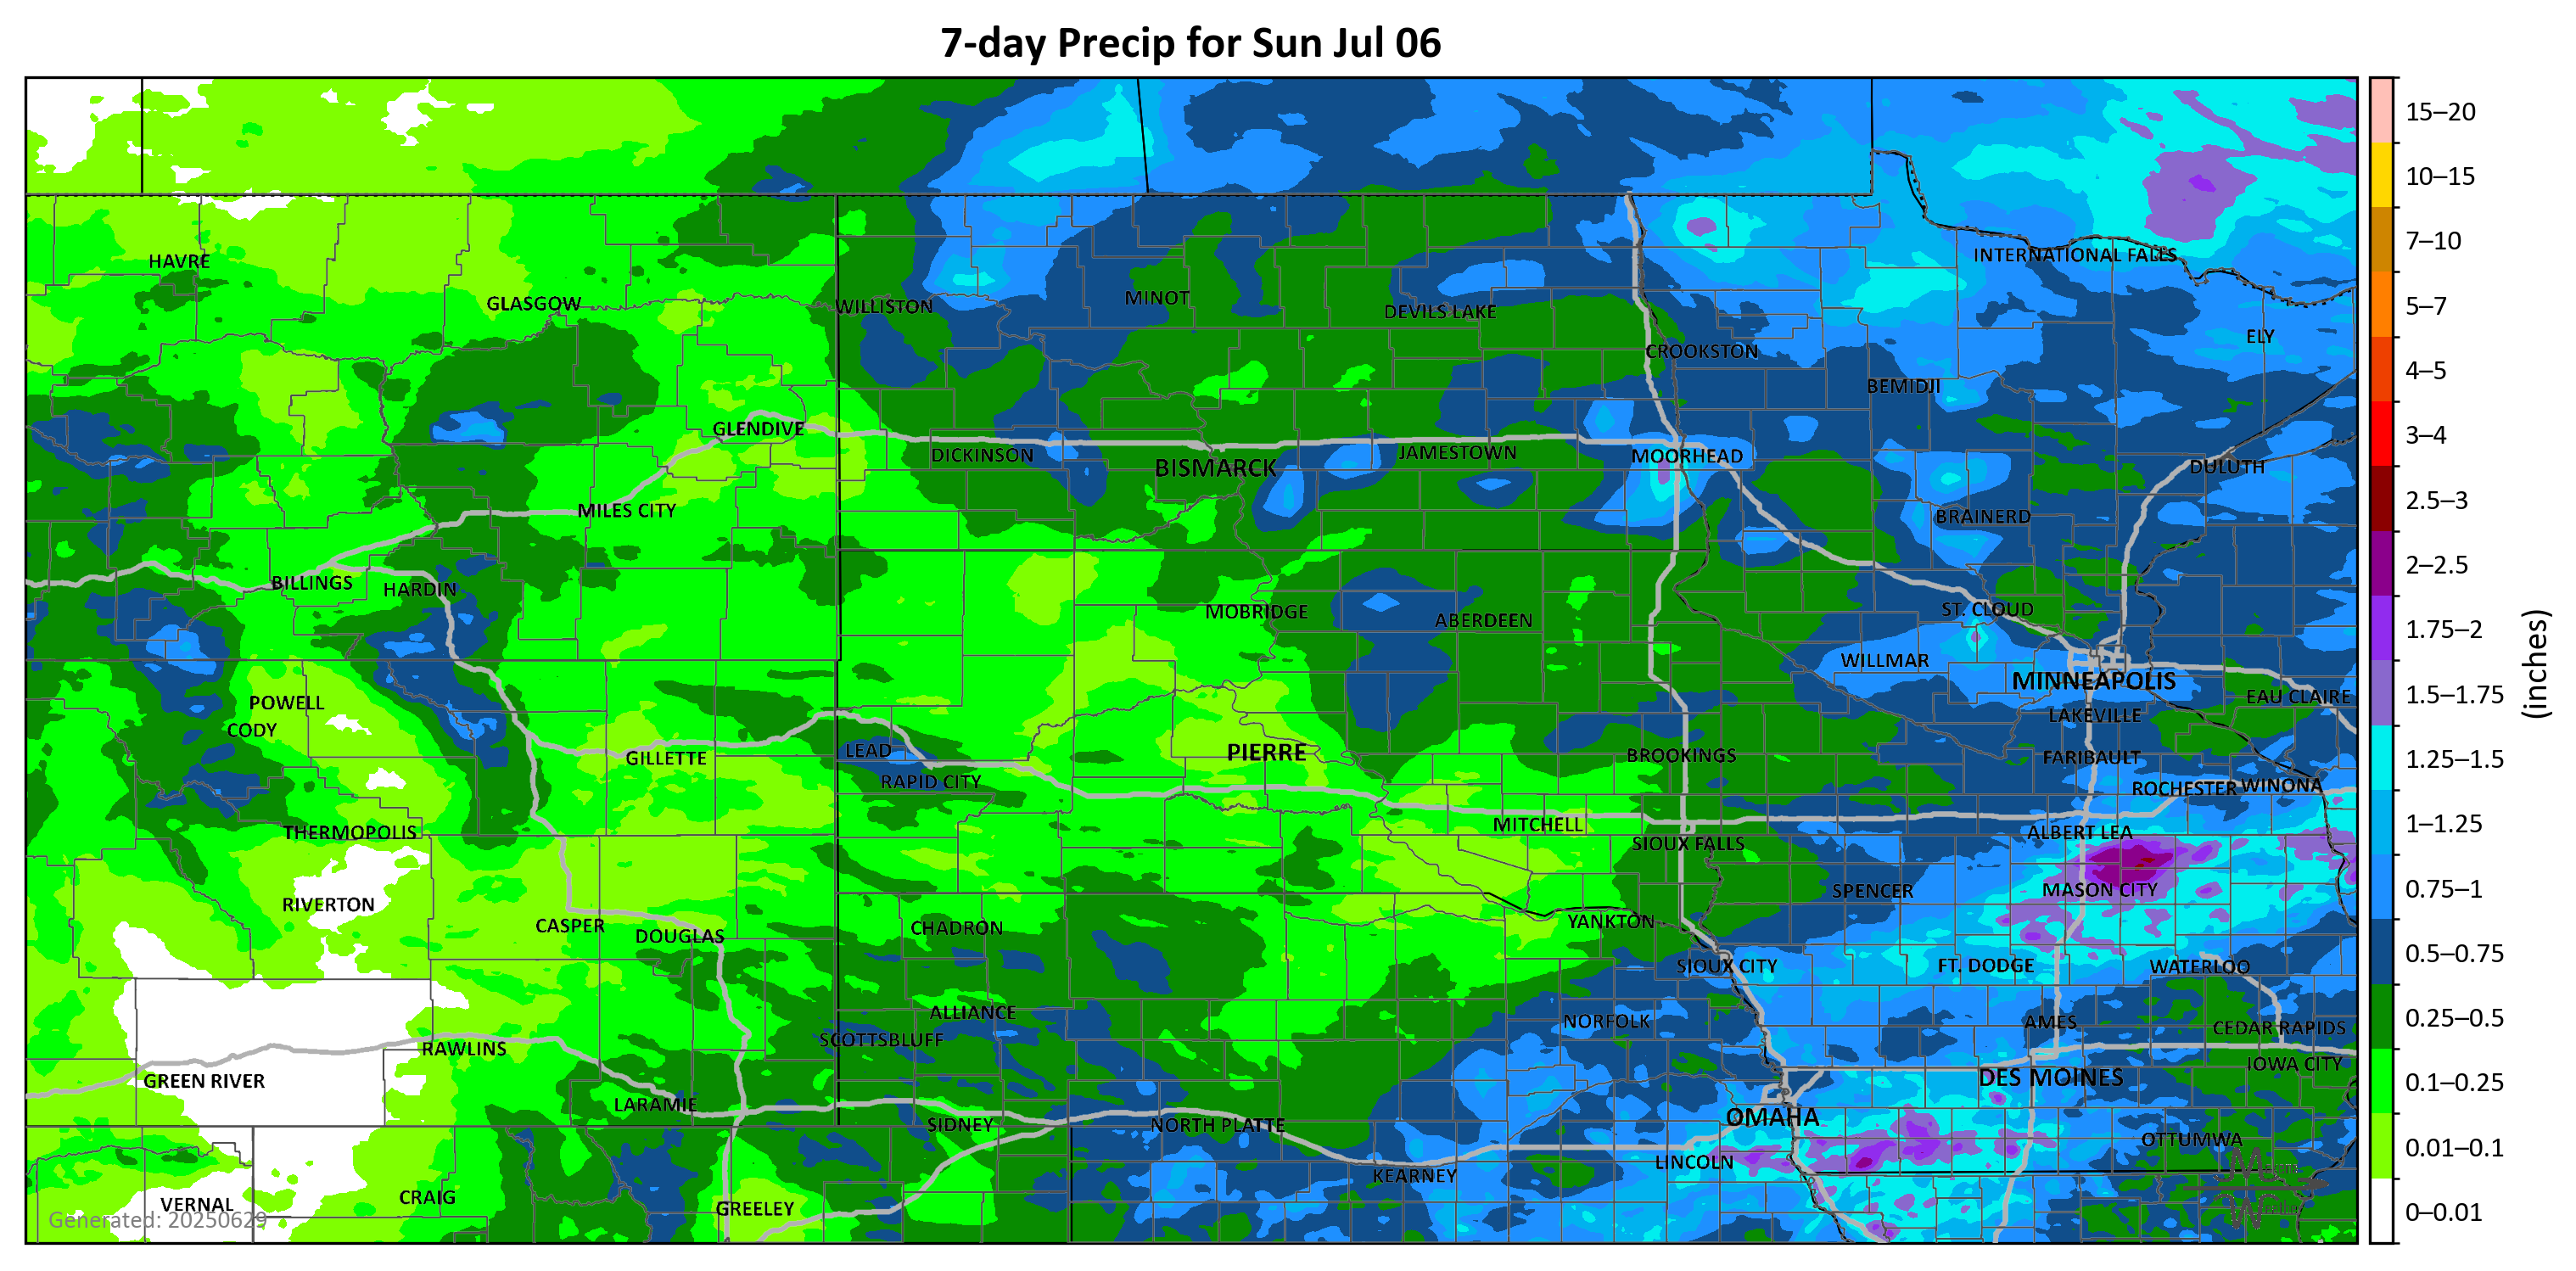 7-day Precip for Sun Jul 06
15–20
10–15
7–10
5–7
4–5
3–4
2.5–3
2–2.5
1.75–2
1.5–1.75
1.25–1.5
1–1.25
0.75–1
0.5–0.75
0.25–0.5
0.1–0.25
0.01–0.1
0–0.01
(inches)
HAVRE
INTERNATIONAL FALLS
GLASGOW
WILLISTON
MINOT
DEVILS LAKE
ELY
CROOKSTON
BEMIDJI
GLENDIVE
DICKINSON
BISMARCK
JAMESTOWN
MOORHEAD
DULUTH
MILES CITY
BRAINERD
BILLINGS
HARDIN
MOBRIDGE
ABERDEEN
ST. CLOUD
WILLMAR
MINNEAPOLIS
EAU CLAIRE
POWELL
CODY
LAKEVILLE
GILLETTE
LEAD
RAPID CITY
PIERRE
BROOKINGS
FARIBAULT
ROCHESTER
WINONA
THERMOPOLIS
MITCHELL
SIOUX FALLS
ALBERT LEA
RIVERTON
SPENCER
MASON CITY
CASPER
DOUGLAS
CHADRON
YANKTON
SIOUX CITY
FT. DODGE
WATERLOO
ALLIANCE
NORFOLK
AMES
CEDAR RAPIDS
RAWLINS
SCOTTSBLUFF
IOWA CITY
GREEN RIVER
DES MOINES
LARAMIE
SIDNEY
NORTH PLATTE
OMAHA
OTTUMWA
KEARNEY
LINCOLN
VERNAL
CRAIG
GREELEY
Generated: 20250629